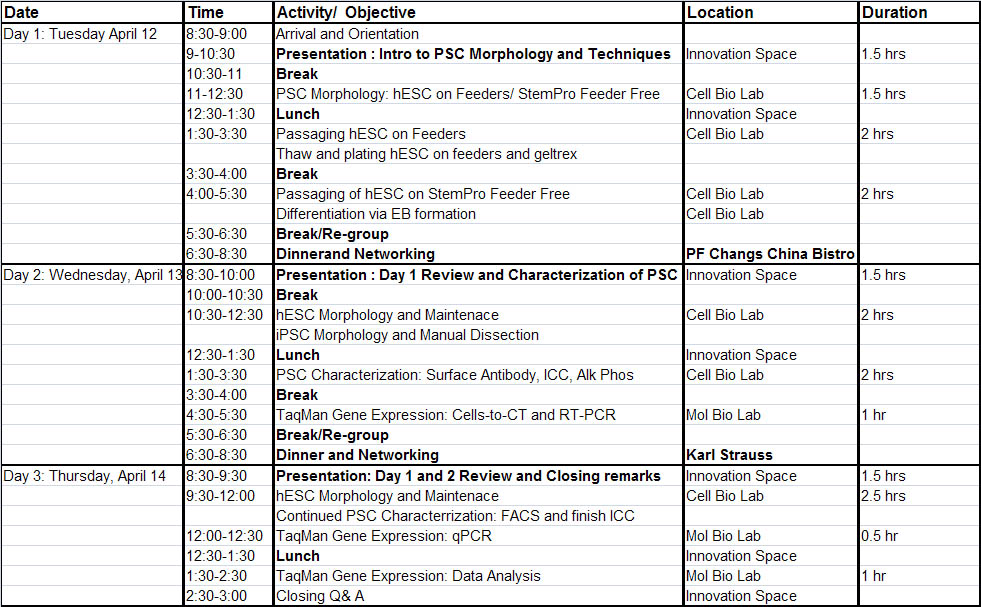 Date Time Activity/ Objective Location Duration
Day 1: Tuesday April 12 8:30-9:00 Arrival and Orientation
9-10:30 Presentation : Intro to PSC Morphology and Techniques Innovation Space 1.5 hrs
10:30-11 Break
11-12:30 PSC Morphology: hESC on Feeders/ StemPro Feeder Free Cell Bio Lab 1.5 hrs
12:30-1:30 Lunch Innovation Space
1:30-3:30 Passaging hESC on Feeders Cell Bio Lab 2 hrs
Thaw and plating hESC on feeders and geltrex
3:30-4:00 Break
4:00-5:30 Passaging of hESC on StemPro Feeder Free Cell Bio Lab 2 hrs
Differentiation via EB formation Cell Bio Lab
5:30-6:30 Break/Re-group
6:30-8:30 Dinnerand Networking PF Changs China Bistro
Day 2: Wednesday, April 13 8:30-10:00 Presentation : Day 1 Review and Characterization of PSC Innovation Space 1.5 hrs
10:00-10:30 Break
10:30-12:30 hESC Morphology and Maintenace Cell Bio Lab 2 hrs
iPSC Morphology and Manual Dissection
12:30-1:30 Lunch Innovation Space
1:30-3:30 PSC Characterization: Surface Antibody, ICC, Alk Phos Cell Bio Lab 2 hrs
3:30-4:00 Break
4:30-5:30 TaqMan Gene Expression: Cells-to-CT and RT-PCR Mol Bio Lab 1 hr
5:30-6:30 Break/Re-group
6:30-8:30 Dinner and Networking Karl Strauss
Day 3: Thursday, April 14 8:30-9:30 Presentation: Day 1 and 2 Review and Closing remarks Innovation Space 1.5 hrs
9:30-12:00 hESC Morphology and Maintenace Cell Bio Lab 2.5 hrs
Continued PSC Characterrization: FACS and finish ICC
12:00-12:30 TaqMan Gene Expression: qPCR Mol Bio Lab 0.5 hr
12:30-1:30 Lunch Innovation Space
1:30-2:30 TaqMan Gene Expression: Data Analysis Mol Bio Lab 1 hr
2:30-3:00 Closing Q& A Innovation Space